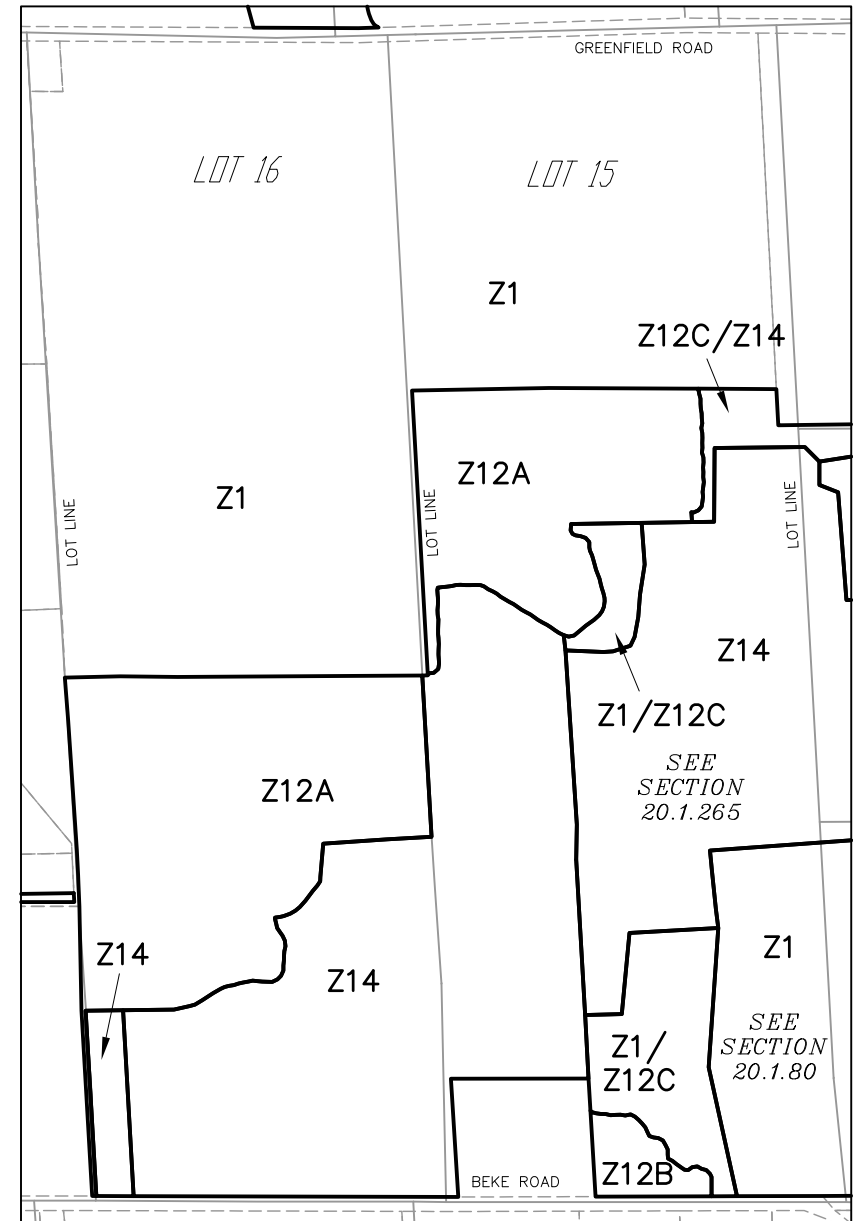 GREENFIELD ROAD
LOT 16
LOT 15
Z1
Z12C/Z14
Z12A
Z1
LOT LINE
LOT LINE
LOT LINE
Z14
Z1/Z12C
SEE
SECTION
20.1.265
Z12A
Z14
Z14
Z1
SEE
SECTION
20.1.80
Z1/
Z12C
Z12B
BEKE ROAD